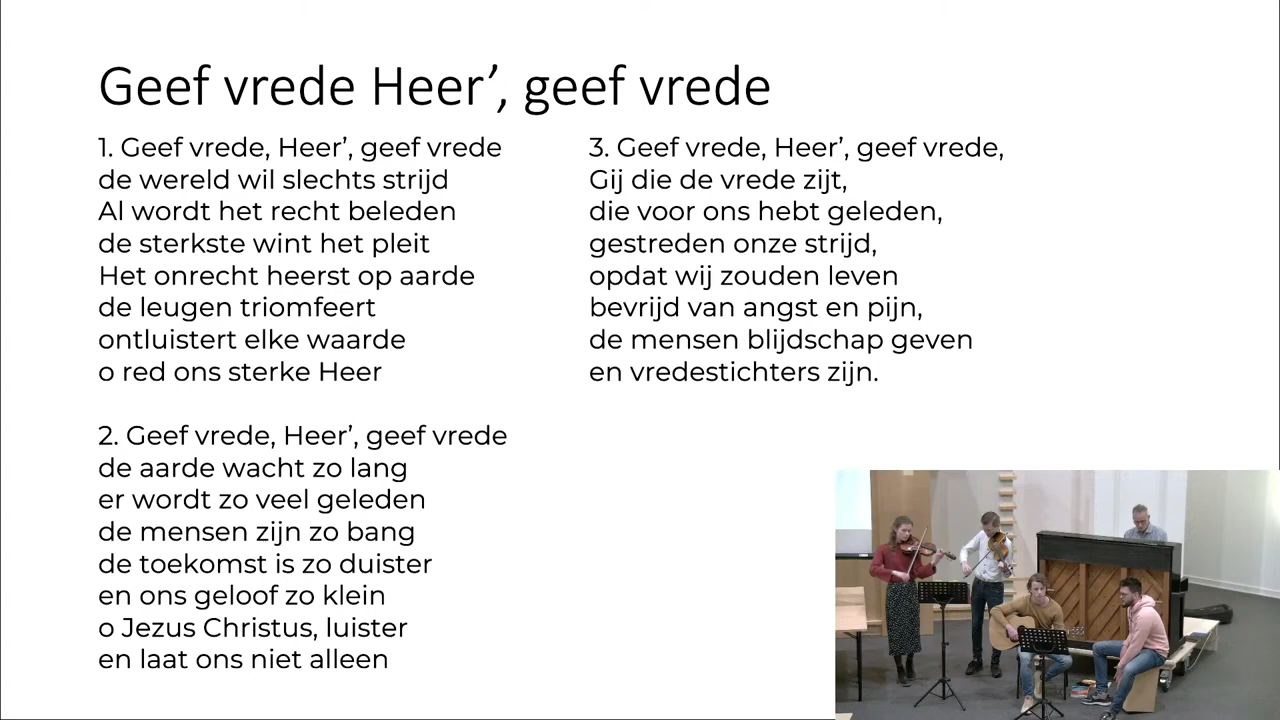 Geef vrede Heer’, geef vrede
1. Geef vrede, Heer’, geef vrede
de wereld wil slechts strijd
Al wordt het recht beleden
de sterkste wint het pleit
Het onrecht heerst op aarde
de leugen triomfeert
ontluistert elke waarde
o red ons sterke Heer
2. Geef vrede, Heer’, geef vrede
de aarde wacht zo lang
er wordt zo veel geleden
de mensen zijn zo bang
de toekomst is zo duister
en ons geloof zo klein
o Jezus Christus, luister
en laat ons niet alleen
3. Geef vrede, Heer’, geef vrede,
Gij die de vrede zijt,
die voor ons hebt geleden,
gestreden onze strijd,
opdat wij zouden leven
bevrijd van angst en pijn,
de mensen blijdschap geven
en vredestichters zijn.